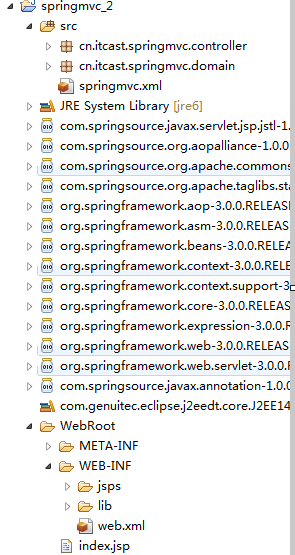 springmvc_2
src
cn.itcast.springmvc.controller
cn.itcast.springmvc.domain
springmvc.xml
JRE System Library [jre6]
com.springsource.javax.servlet.jsp.jstl-1
com.springsource.org.aopalliance-1.0.0
com.springsource.org.apache.commons
com.springsource.org.apache.taglibs.sta
org.springframework.aop-3.0.0.RELEAS
org.springframework.asm-3.0.0.RELEAS
org.springframework.beans-3.0.0.RELEA
org.springframework.context-3.0.0.RELE
org.springframework.context.support-3
org.springframework.core-3.0.0.RELEAS
org.springframework.expression-3.0.0.R
org.springframework.web-3.0.0.RELEAS
org.springframework.web.servlet-3.0.0.F
com.springsource.javax.annotation-1.0.0
com.genuitec.eclipse.j2eedt.core.J2EE14
WebRoot
META-INF
WEB-INF
jsps
lib
web.xml
index.jsp